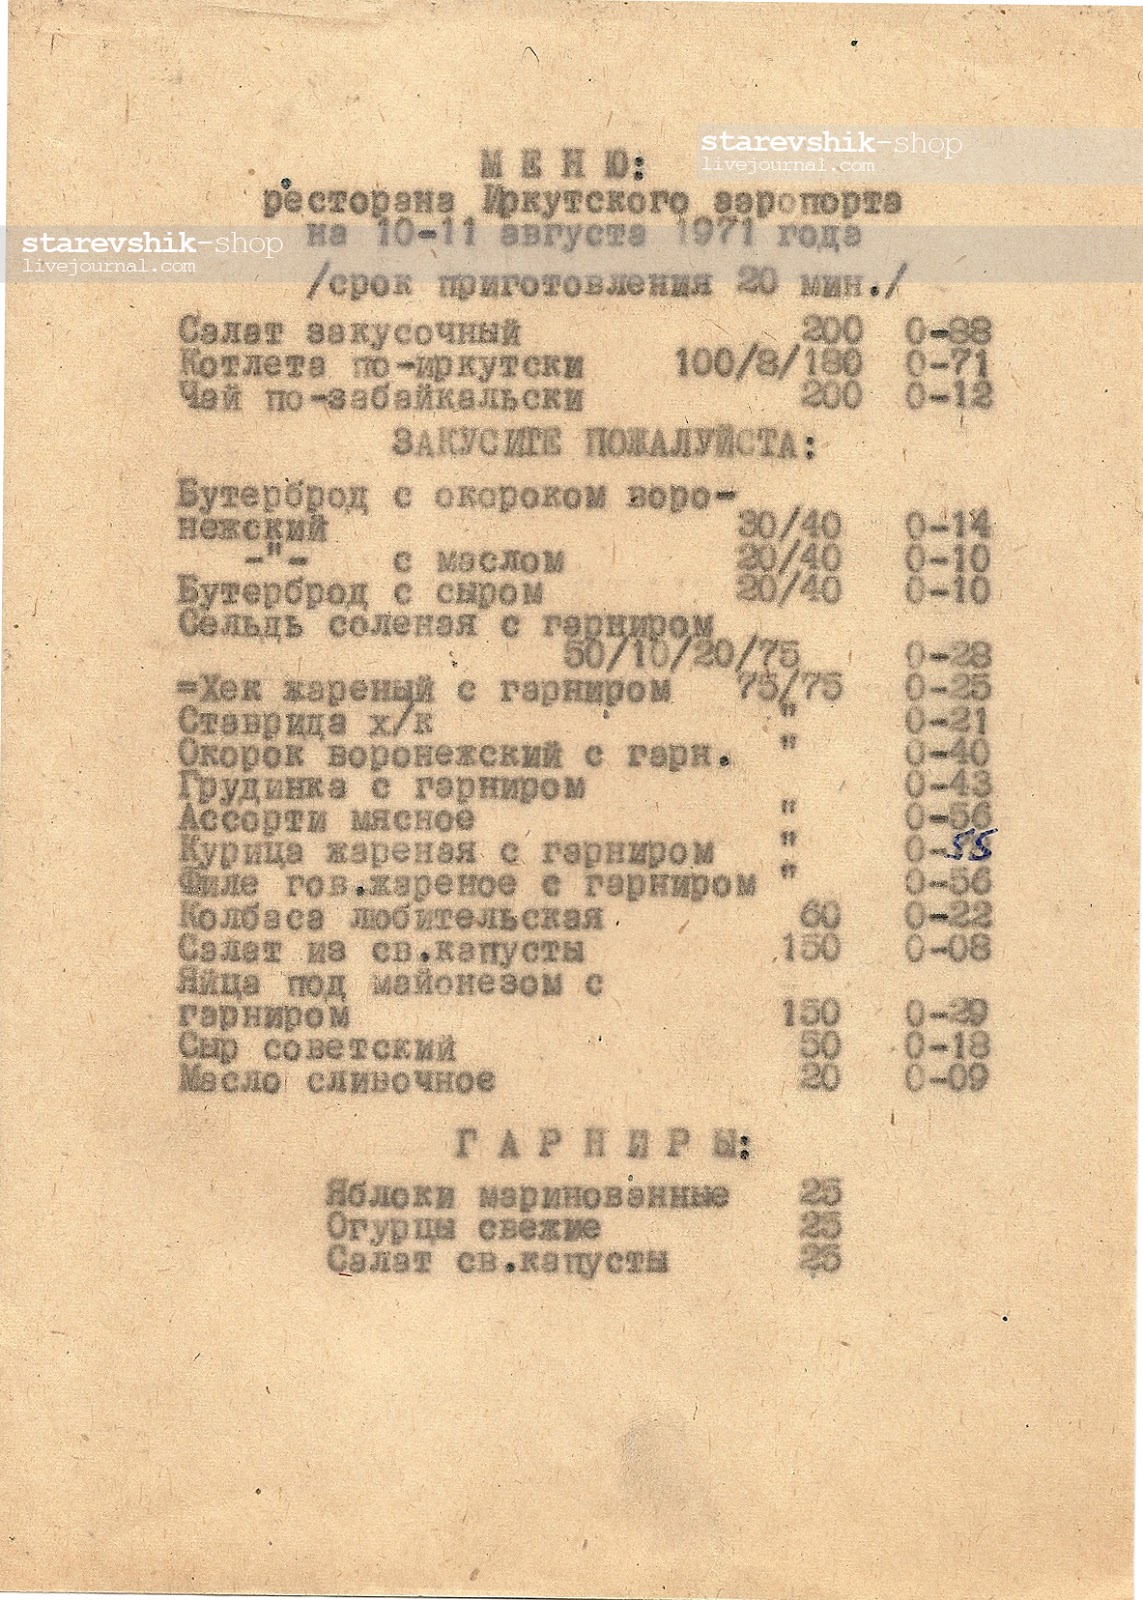 starevshik-shop
livejournal.com
М Е Н Ю:
ресторана Иркутского аэропорта
starevshik-shop
livejournal.com
на 10-11 августа 1971 года
/срок приготовления 20 мин./
Салат закусочный 200 0-88
Котлета по-иркутски 100/8/180 0-71
Чай по-забайкальски 200 0-12
ЗАКУСИТЕ ПОЖАЛУЙСТА:
Бутерброд с окороком воро-
нежский 30/40 0-14
-"- с маслом 20/40 0-10
Бутерброд с сыром 20/40 0-10
Сельдь соленая с гарниром
50/10/20/75 0-28
=Хек жареный с гарниром 75/75 0-25
Ставрида х/к " 0-21
Окорок воронежский с гарн. " 0-40
Грудинка с гарниром 0-43
Ассорти мясное " 0-56
Курица жареная с гарниром " 0-55
Филе гов.жареное с гарниром " 0-56
Колбаса любительская 60 0-22
Салат из св.капусты 150 0-08
Яйца под майонезом с
гарниром 150 0-29
Сыр советский 50 0-18
Масло сливочное 20 0-09
Г А Р Н И Р Ы:
Яблоки маринованные 25
Огурцы свежие 25
Салат св.капусты 25